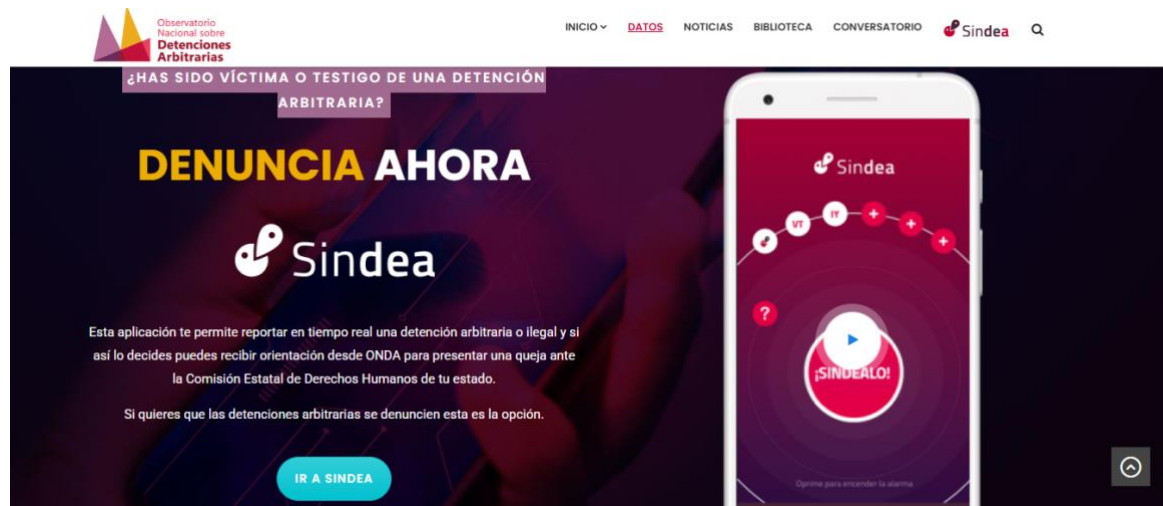 Observatorio
Nacional sobre
Detenciones
Arbitrarias
INICIO DATOS NOTICIAS BIBLIOTECA CONVERSATORIO Sindea
¿HAS SIDO VÍCTIMA O TESTIGO DE UNA DETENCIÓN
ARBITRARIA?
DENUNCIA AHORA
Sindea
Esta aplicación te permite reportar en tiempo real una detención arbitraria o ilegal y si
así lo decides puedes recibir orientación desde ONDA para presentar una queja ante
la Comisión Estatal de Derechos Humanos de tu estado.
Si quieres que las detenciones arbitrarias se denuncien esta es la opción.
IR A SINDEA
Sindea
VT IY + + +
?
¡SINDÉALO!
Oprime para encender la alarma.